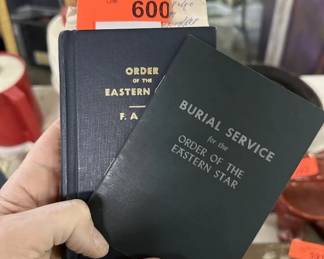 600
ORDER
OF THE
EASTERN
F. A
BURIAL SERVICE
for the
ORDER OF THE
EASTERN STAR